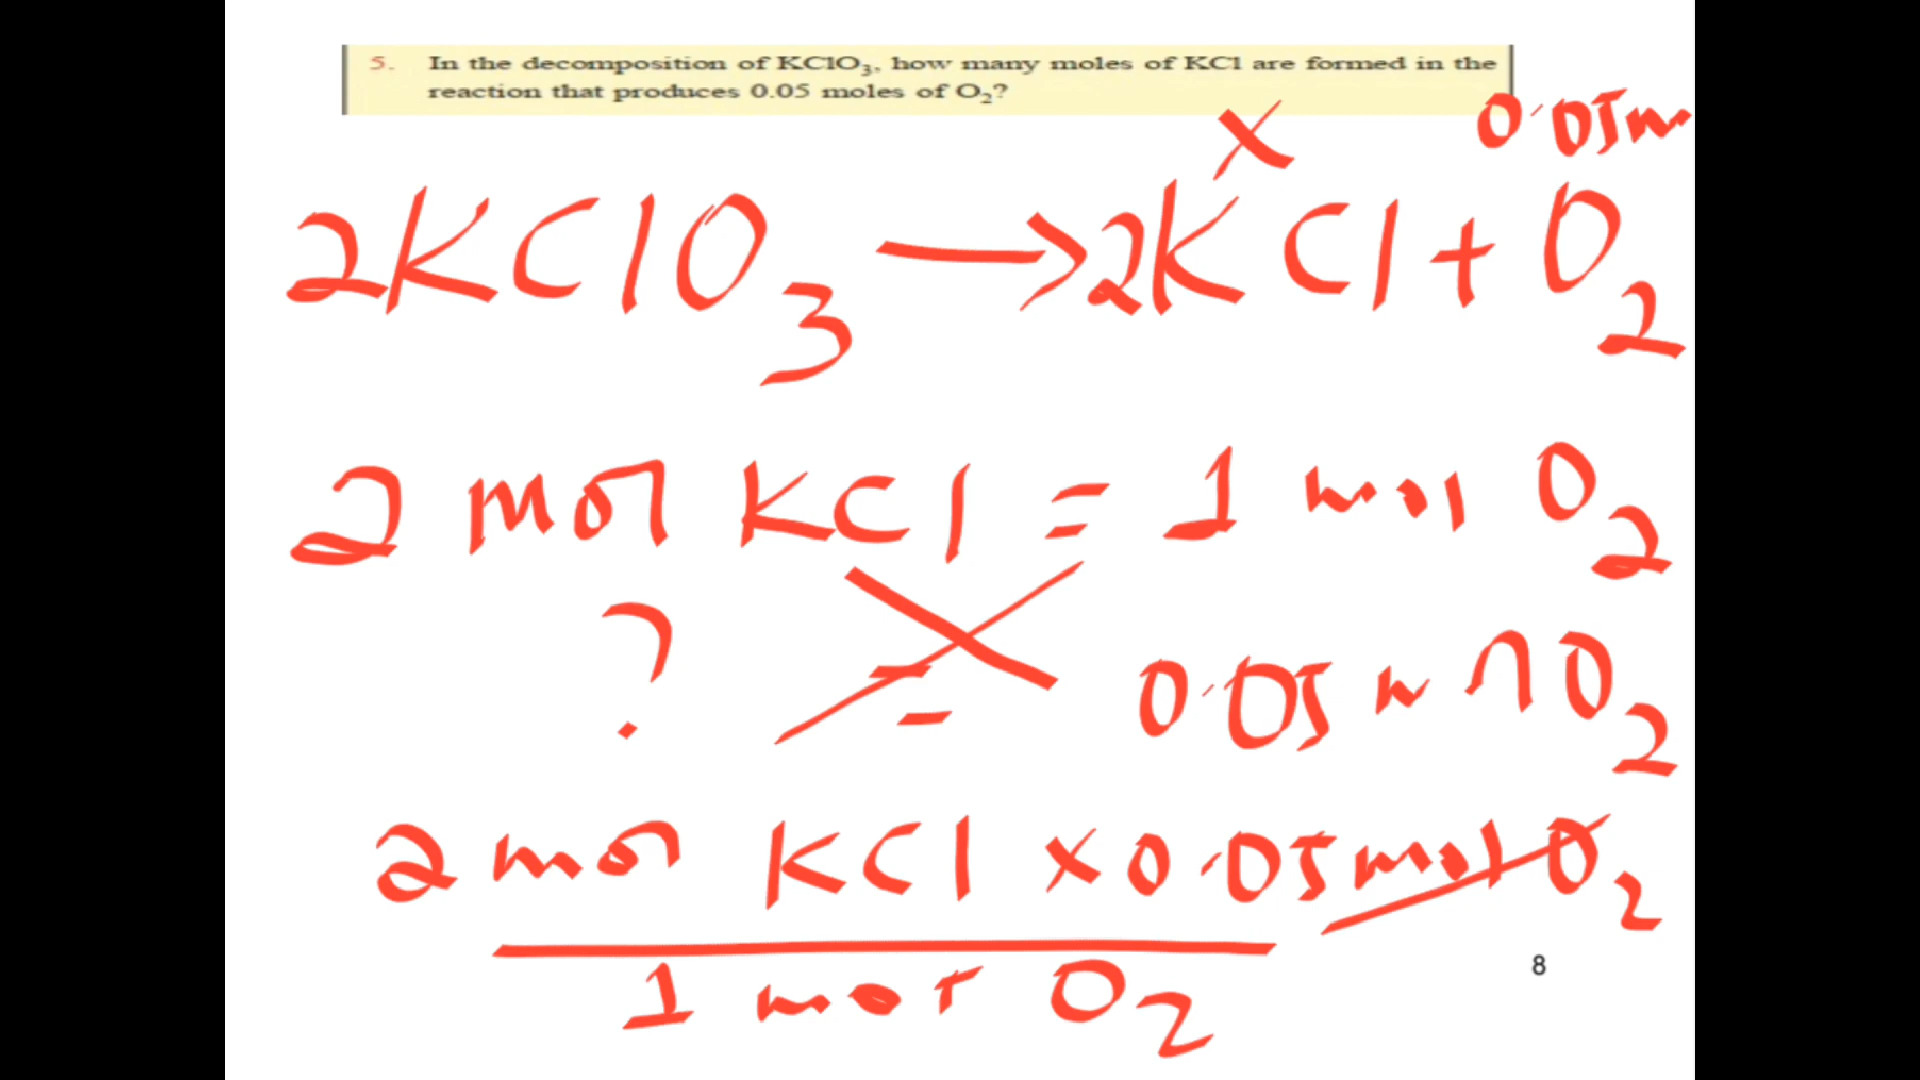 5. In the decomposition of KClO₃, how many moles of KCl are formed in the
reaction that produces 0.05 moles of O₂?
x 0.05m
2KClO₃ → 2KCl + O₂
2 mol KCl = 1 mol O₂
? = 0.05 m O₂
2 mol KCl x 0.05 mol O₂
1 mol O₂
8